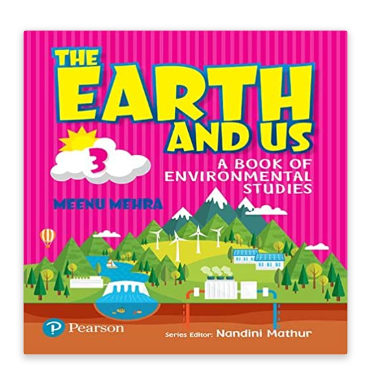 THE
EARTH
AND US
3
A BOOK OF
ENVIRONMENTAL
STUDIES
MEENU MEHRA
Pearson
Series Editor: Nandini Mathur